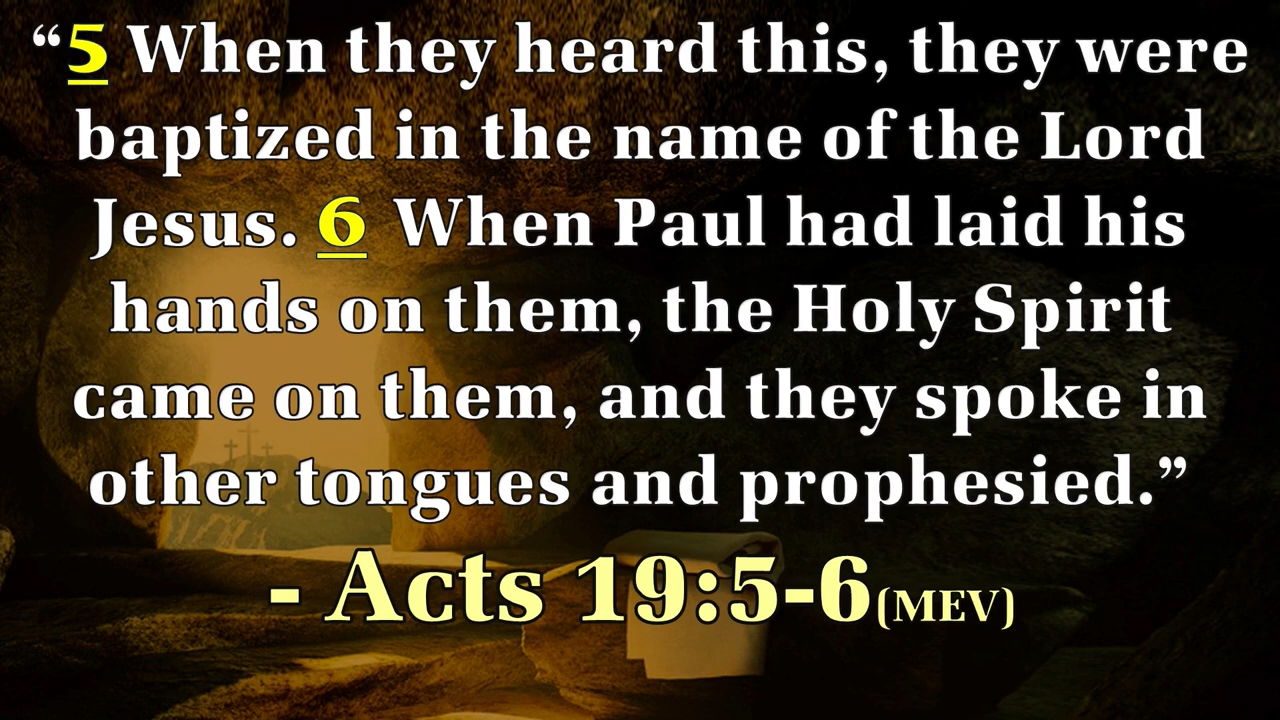 “5 When they heard this, they were
baptized in the name of the Lord
Jesus. 6 When Paul had laid his
hands on them, the Holy Spirit
came on them, and they spoke in
other tongues and prophesied.”
- Acts 19:5-6(MEV)